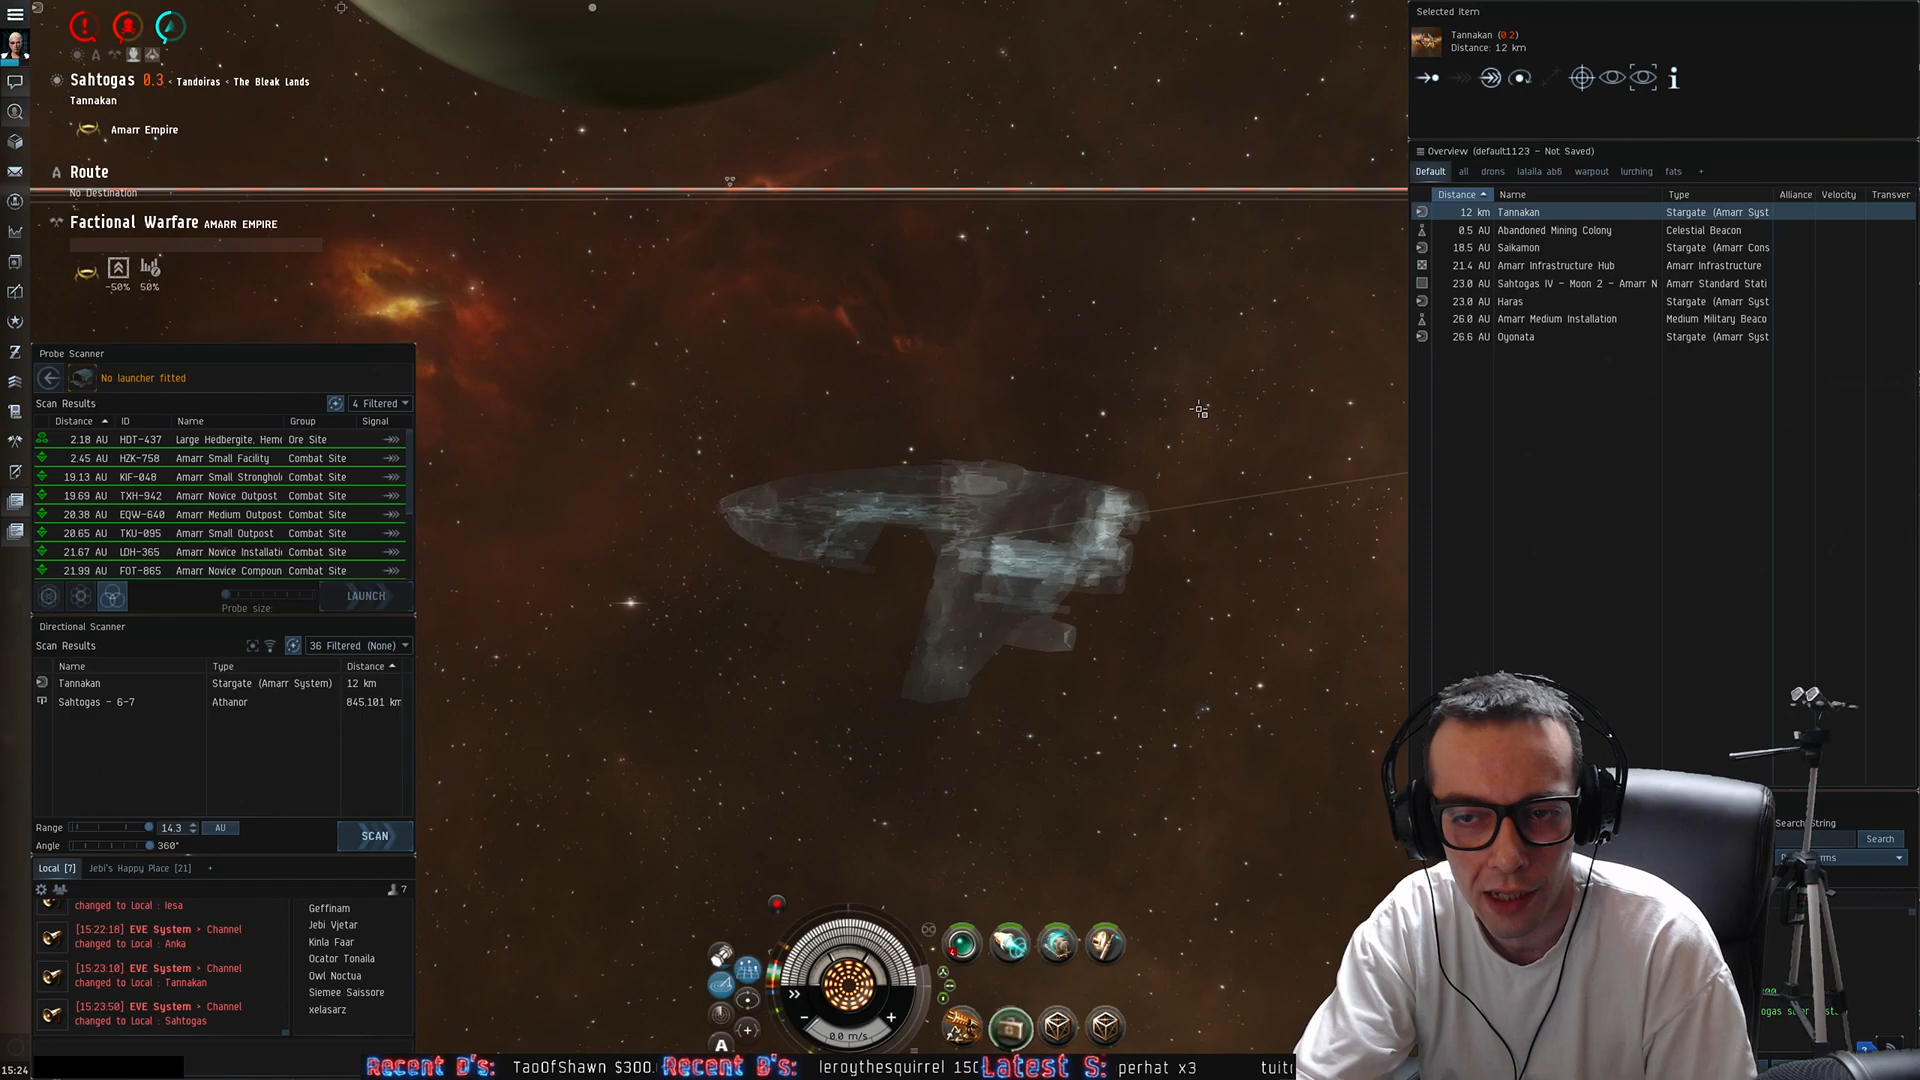 Sahtogas 0.3 < Tandoiras < The Bleak Lands
Tannakan
Amarr Empire
A Route
No Destination
Factional Warfare AMARR EMPIRE
-50% 50%
Probe Scanner
No launcher fitted
Scan Results 4 Filtered
Distance ID Name Group Signal
2.18 AU HDT-437 Large Hedbergite, Hemo Ore Site
2.45 AU HZK-758 Amarr Small Facility Combat Site
19.13 AU KIF-048 Amarr Small Stronghol Combat Site
19.69 AU TXH-942 Amarr Novice Outpost Combat Site
20.38 AU EQW-640 Amarr Medium Outpost Combat Site
20.65 AU TKU-095 Amarr Small Outpost Combat Site
21.67 AU LDH-365 Amarr Novice Installati Combat Site
21.99 AU FOT-865 Amarr Novice Compoun Combat Site
Probe size:
LAUNCH
Directional Scanner
Scan Results 36 Filtered (None)
Name Type Distance
Tannakan Stargate (Amarr System) 12 km
Sahtogas - 6-7 Athanor 845,101 km
Range 14.3 AU
SCAN
Angle 360°
Local [7] Jebi's Happy Place [21] +
7
changed to Local : Iesa
[15:22:18] EVE System > Channel
changed to Local : Anka
[15:23:10] EVE System > Channel
changed to Local : Tannakan
[15:23:50] EVE System > Channel
changed to Local : Sahtogas
Geffinam
Jebi Vjetar
Kinla Faar
Ocator Tonaila
Owl Noctua
Siemee Saissore
xelasarz
15:24
0.0 m/s
A
Recent D's: TaoOfShawn $300. Recent B's: leroythesquirrel 150 Latest S: perhat x3 tuit
Selected Item
Tannakan (0.2)
Distance: 12 km
Overview (default1123 - Not Saved)
Default all drons lalalla ab6 warpout lurching fats +
Distance Name Type Alliance Velocity Transver
12 km Tannakan Stargate (Amarr Syst
0.5 AU Abandoned Mining Colony Celestial Beacon
18.5 AU Saikamon Stargate (Amarr Cons
21.4 AU Amarr Infrastructure Hub Amarr Infrastructure
23.0 AU Sahtogas IV - Moon 2 - Amarr N Amarr Standard Stati
23.0 AU Haras Stargate (Amarr Syst
26.0 AU Amarr Medium Installation Medium Military Beaco
26.6 AU Oyonata Stargate (Amarr Syst
Search String
Search